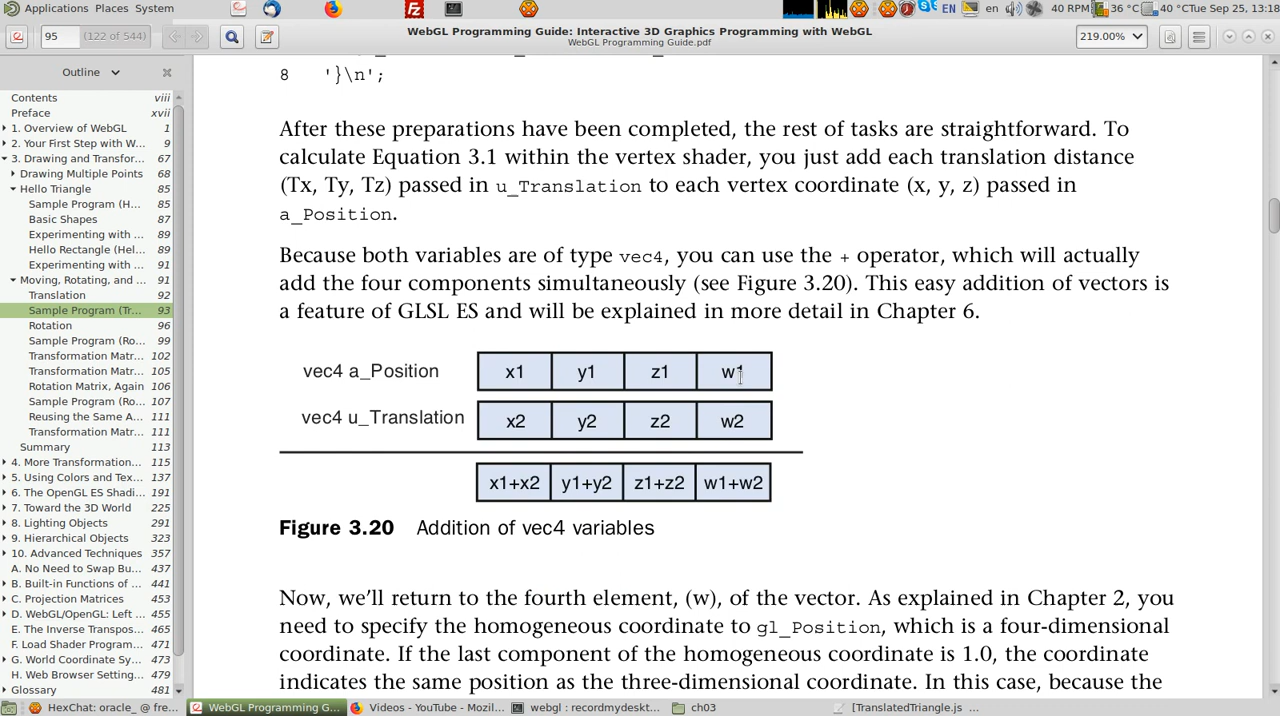 Applications Places System EN en 40 RPM 36 °C 40 °C Tue Sep 25, 13:18
95 (122 of 544) WebGL Programming Guide: Interactive 3D Graphics Programming with WebGL 219.00%
WebGL Programming Guide.pdf
Outline
Contents viii
Preface xvii
1. Overview of WebGL 1
2. Your First Step with W... 9
3. Drawing and Transfor... 67
Drawing Multiple Points 68
Hello Triangle 85
Sample Program (H... 85
Basic Shapes 87
Experimenting with ... 89
Hello Rectangle (Hel... 89
Experimenting with ... 91
Moving, Rotating, and ... 91
Translation 92
Sample Program (Tr... 93
Rotation 96
Sample Program (Ro... 99
Transformation Matr... 102
Transformation Matr... 105
Rotation Matrix, Again 106
Sample Program (Ro... 107
Reusing the Same A... 111
Transformation Matr... 111
Summary 113
4. More Transformation... 115
5. Using Colors and Tex... 137
6. The OpenGL ES Shadi... 191
7. Toward the 3D World 225
8. Lighting Objects 291
9. Hierarchical Objects 323
10. Advanced Techniques 357
A. No Need to Swap Bu... 437
B. Built-in Functions of ... 441
C. Projection Matrices 453
D. WebGL/OpenGL: Left ... 455
E. The Inverse Transpos... 465
F. Load Shader Program... 471
G. World Coordinate Sy... 473
H. Web Browser Setting... 479
Glossary 481
8 '}\n';
After these preparations have been completed, the rest of tasks are straightforward. To
calculate Equation 3.1 within the vertex shader, you just add each translation distance
(Tx, Ty, Tz) passed in u_Translation to each vertex coordinate (x, y, z) passed in
a_Position.
Because both variables are of type vec4, you can use the + operator, which will actually
add the four components simultaneously (see Figure 3.20). This easy addition of vectors is
a feature of GLSL ES and will be explained in more detail in Chapter 6.
vec4 a_Position x1 y1 z1 w1
vec4 u_Translation x2 y2 z2 w2
x1+x2 y1+y2 z1+z2 w1+w2
Figure 3.20 Addition of vec4 variables
Now, we'll return to the fourth element, (w), of the vector. As explained in Chapter 2, you
need to specify the homogeneous coordinate to gl_Position, which is a four-dimensional
coordinate. If the last component of the homogeneous coordinate is 1.0, the coordinate
indicates the same position as the three-dimensional coordinate. In this case, because the
HexChat: oracle_ @ fre... WebGL Programming G... Videos - YouTube - Mozil... webgl : recordmydeskt... ch03 [TranslatedTriangle.js ...